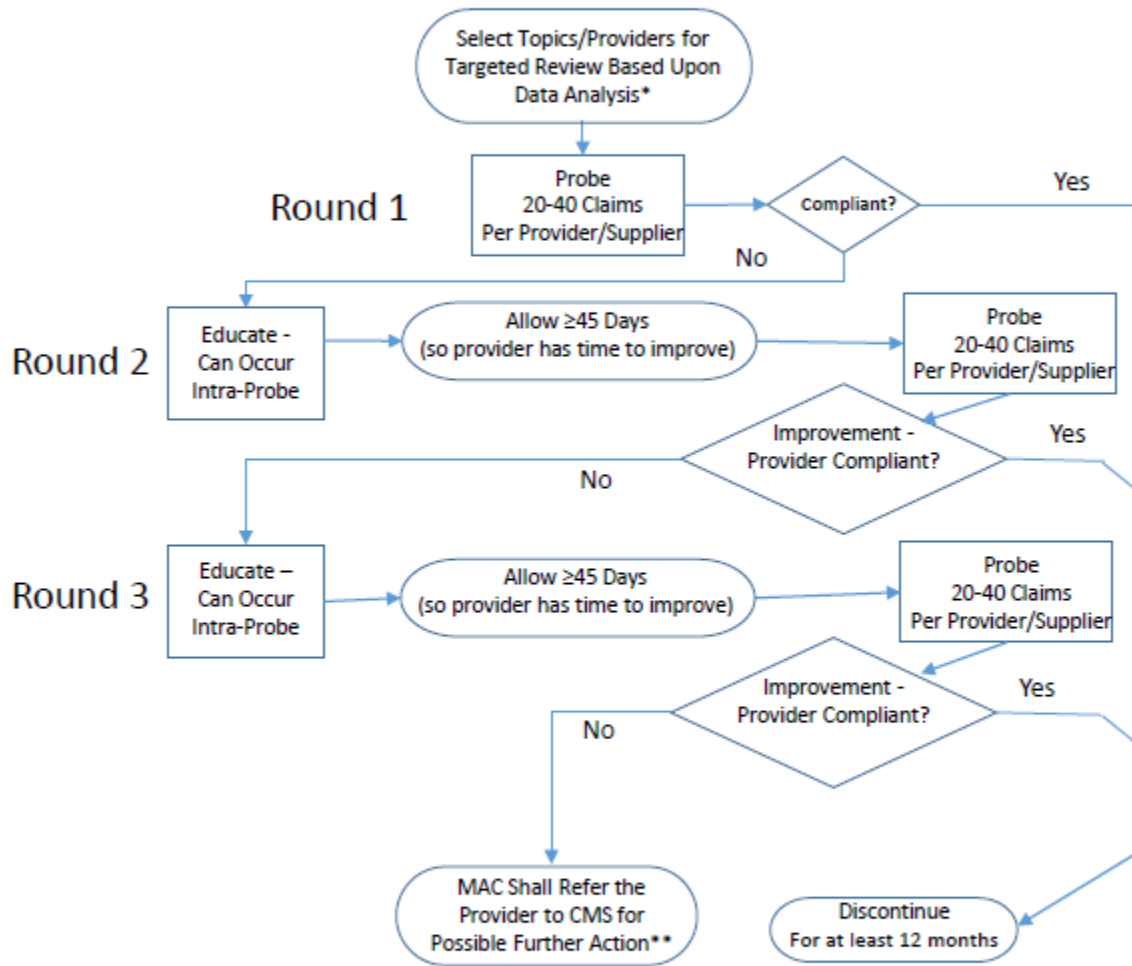 Select Topics/Providers for
Targeted Review Based Upon
Data Analysis*
Round 1
Probe
20-40 Claims
Per Provider/Supplier
Compliant?
Yes
No
Round 2
Educate -
Can Occur
Intra-Probe
Allow ≥45 Days
(so provider has time to improve)
Probe
20-40 Claims
Per Provider/Supplier
Improvement -
Provider Compliant?
Yes
No
Round 3
Educate –
Can Occur
Intra-Probe
Allow ≥45 Days
(so provider has time to improve)
Probe
20-40 Claims
Per Provider/Supplier
Improvement -
Provider Compliant?
Yes
No
MAC Shall Refer the
Provider to CMS for
Possible Further Action**
Discontinue
For at least 12 months